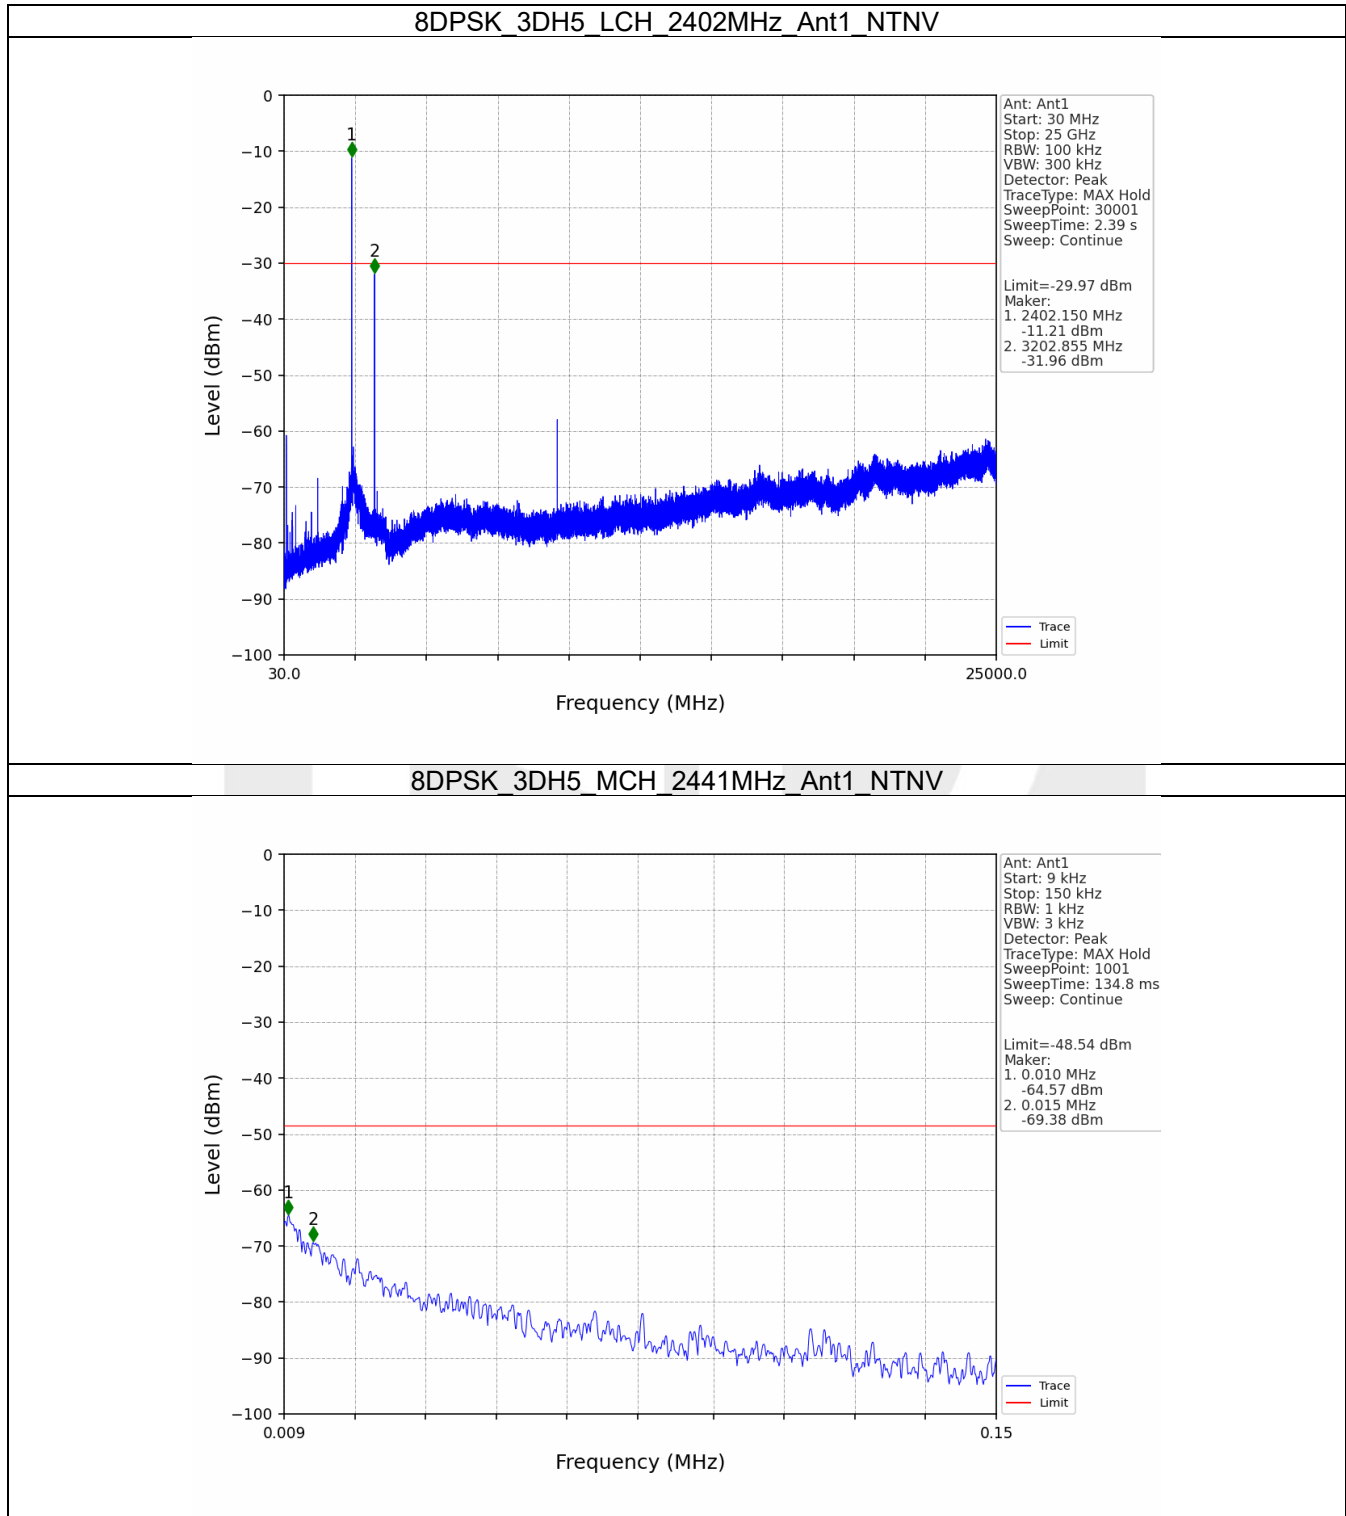 8DPSK_3DH5_LCH_2402MHz_Ant1_NTNV
0
−10
−20
−30
−40
−50
−60
−70
−80
−90
−100
Level (dBm)
1
2
30.0
25000.0
Frequency (MHz)
Ant: Ant1
Start: 30 MHz
Stop: 25 GHz
RBW: 100 kHz
VBW: 300 kHz
Detector: Peak
TraceType: MAX Hold
SweepPoint: 30001
SweepTime: 2.39 s
Sweep: Continue
Limit=-29.97 dBm
Maker:
1. 2402.150 MHz
-11.21 dBm
2. 3202.855 MHz
-31.96 dBm
Trace
Limit
8DPSK_3DH5_MCH_2441MHz_Ant1_NTNV
0
−10
−20
−30
−40
−50
−60
−70
−80
−90
−100
Level (dBm)
1
2
0.009
0.15
Frequency (MHz)
Ant: Ant1
Start: 9 kHz
Stop: 150 kHz
RBW: 1 kHz
VBW: 3 kHz
Detector: Peak
TraceType: MAX Hold
SweepPoint: 1001
SweepTime: 134.8 ms
Sweep: Continue
Limit=-48.54 dBm
Maker:
1. 0.010 MHz
-64.57 dBm
2. 0.015 MHz
-69.38 dBm
Trace
Limit